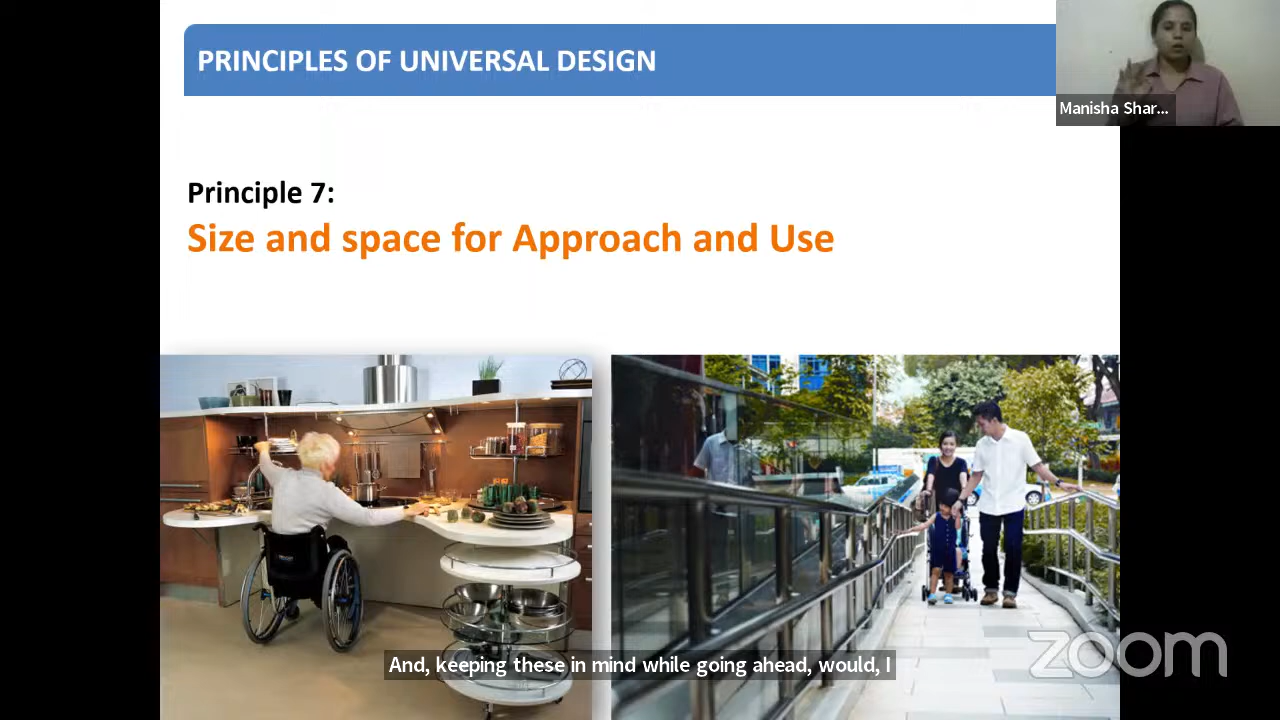 PRINCIPLES OF UNIVERSAL DESIGN
Manisha Shar...
Principle 7:
Size and space for Approach and Use
And, keeping these in mind while going ahead, would, I
zoom